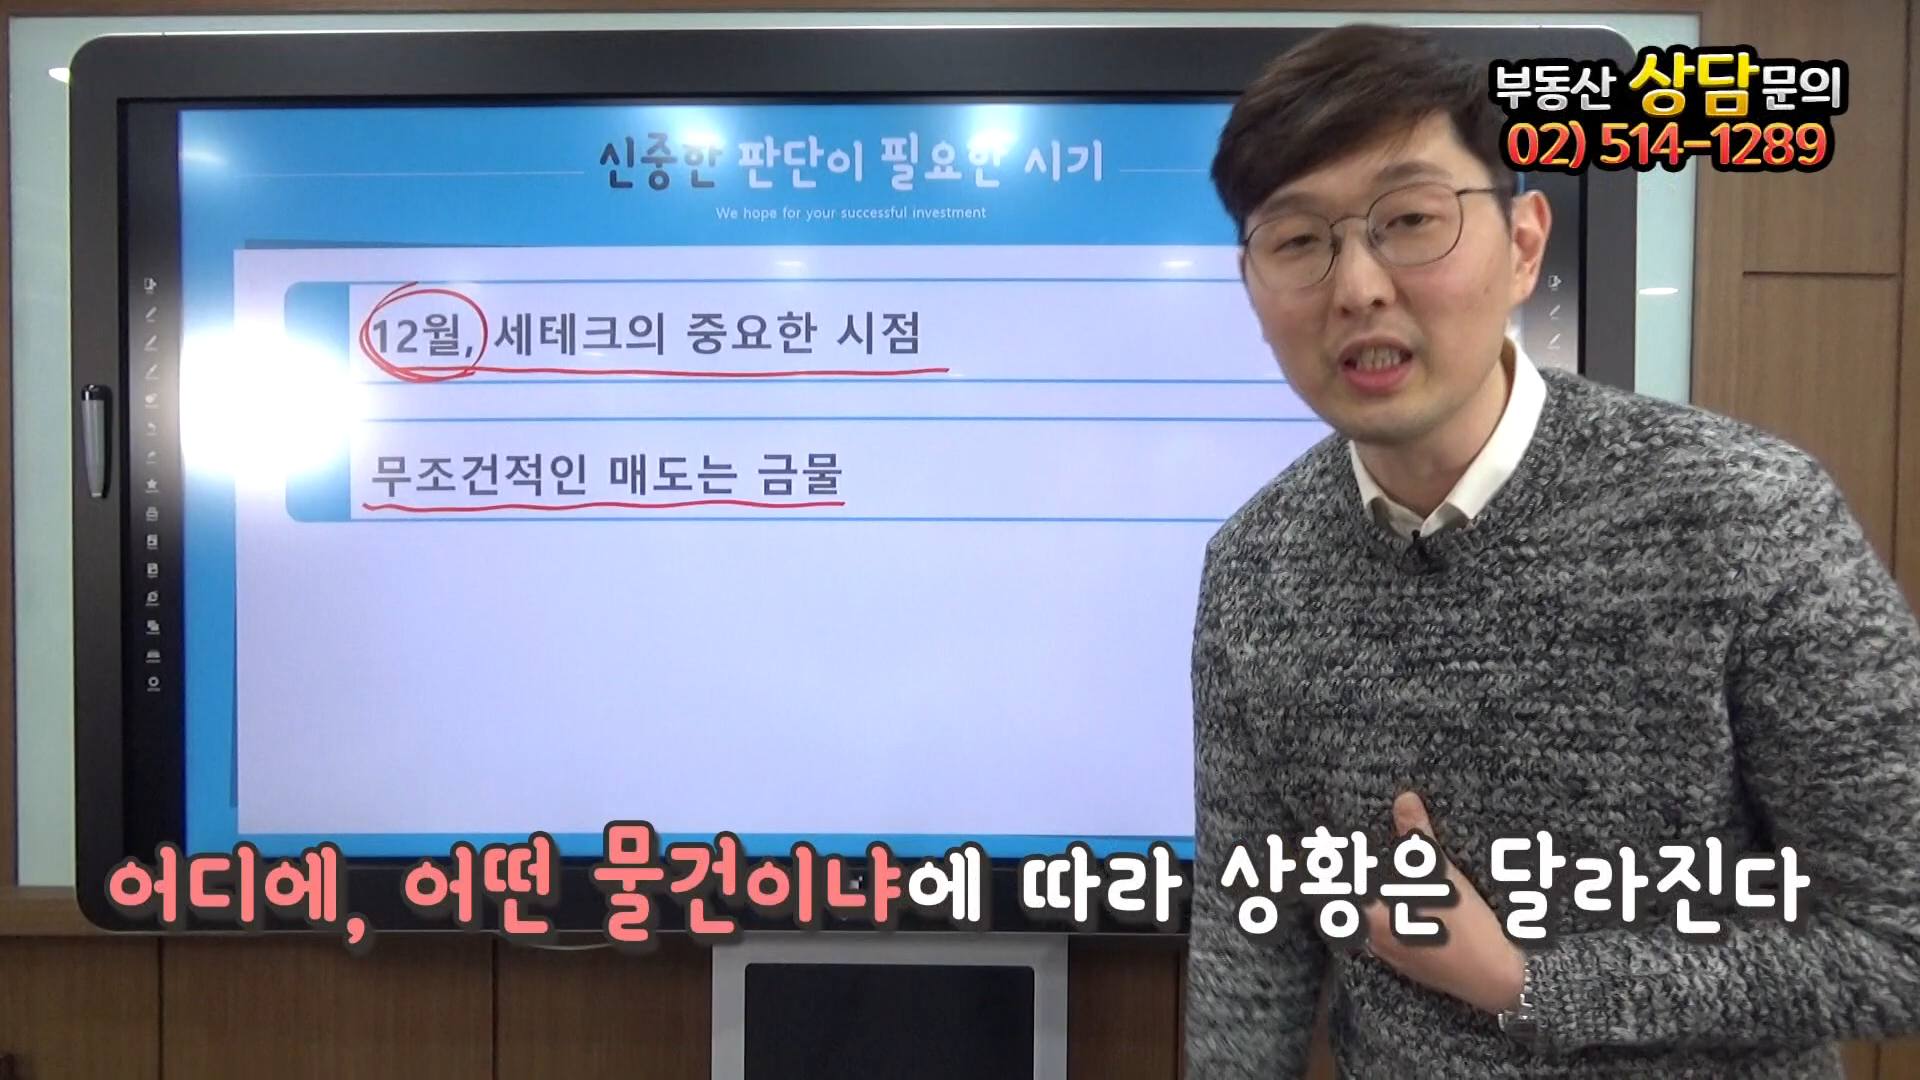 부동산 상담문의
02) 514-1289
신중한 판단이 필요한 시기
We hope for your successful investment
12월, 세테크의 중요한 시점
무조건적인 매도는 금물
어디에, 어떤 물건이냐에 따라 상황은 달라진다